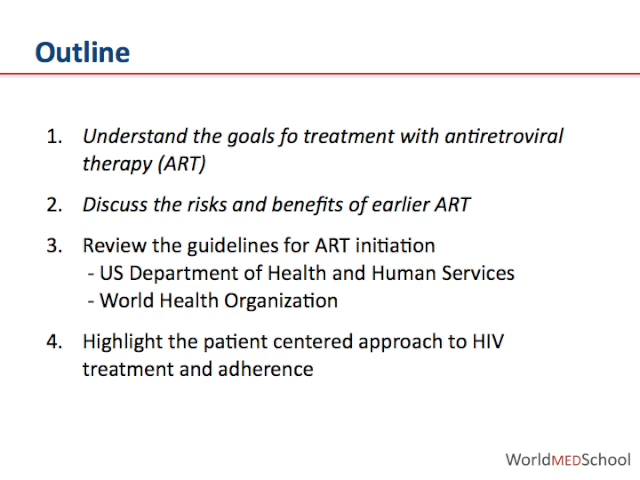 Outline
1. Understand the goals fo treatment with antiretroviral
therapy (ART)
2. Discuss the risks and benefits of earlier ART
3. Review the guidelines for ART initiation
- US Department of Health and Human Services
- World Health Organization
4. Highlight the patient centered approach to HIV
treatment and adherence
WorldMEDSchool